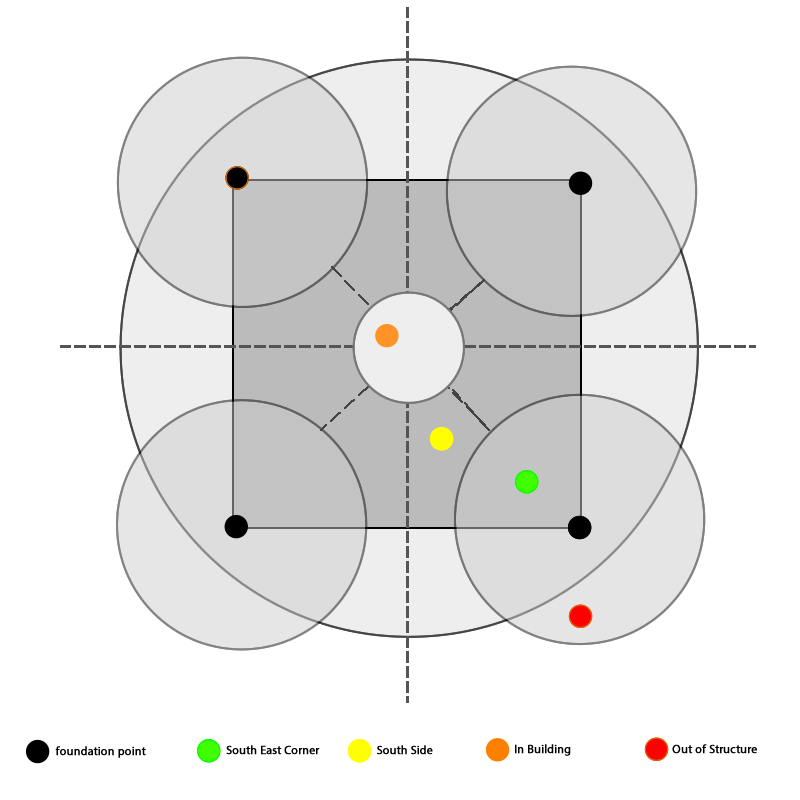 foundation point
South East Corner
South Side
In Building
Out of Structure